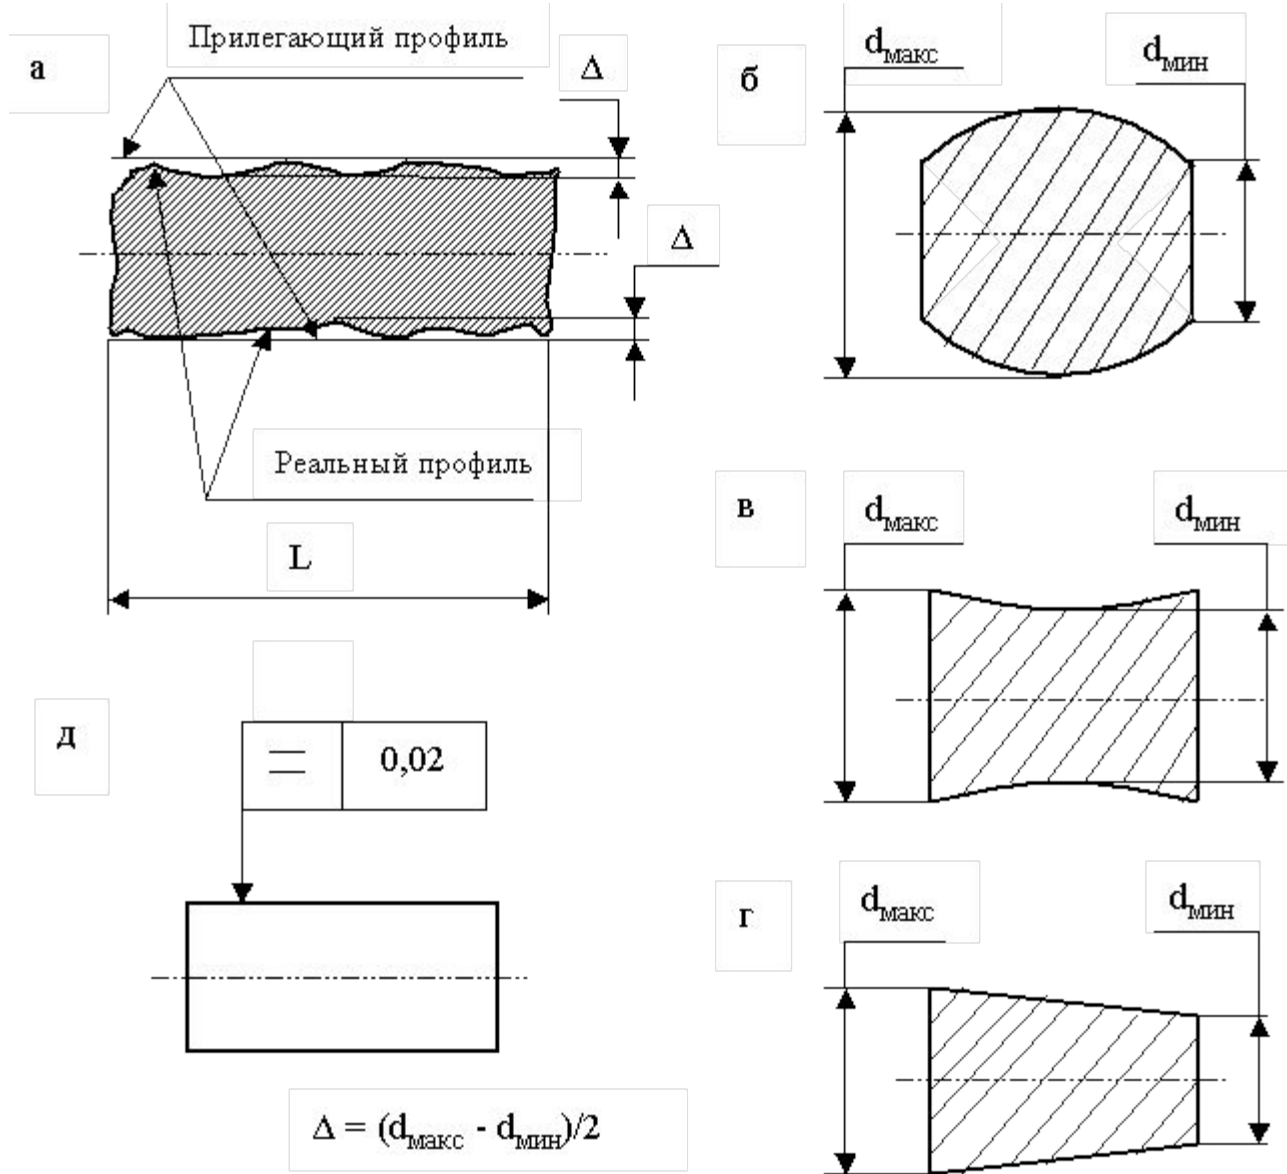 а
Прилегающий профиль
Δ
Δ
Реальный профиль
L
б
dмакс
dмин
в
dмакс
dмин
г
dмакс
dмин
д
0,02
Δ = (dмакс - dмин)/2